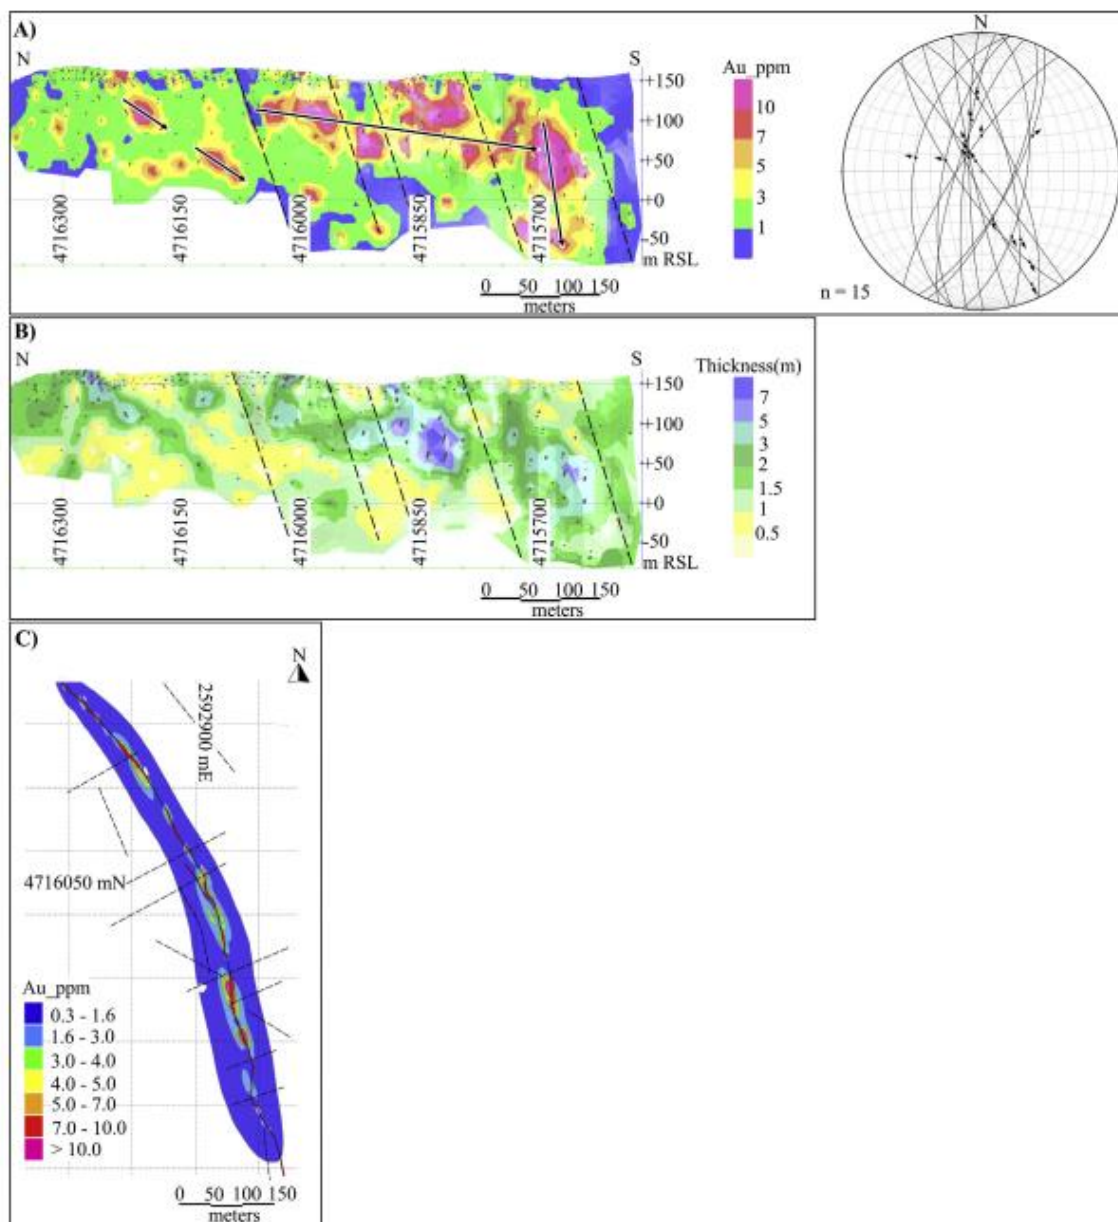 A)
N
S
+150
+100
+50
+0
-50
m RSL
4716300
4716150
4716000
4715850
4715700
0 50 100 150
meters
Au_ppm
10
7
5
3
1
N
n = 15
B)
N
S
+150
+100
+50
+0
-50
m RSL
4716300
4716150
4716000
4715850
4715700
0 50 100 150
meters
Thickness(m)
7
5
3
2
1.5
1
0.5
C)
N
2592900 mE
4716050 mN
Au_ppm
0.3 - 1.6
1.6 - 3.0
3.0 - 4.0
4.0 - 5.0
5.0 - 7.0
7.0 - 10.0
> 10.0
0 50 100 150
meters